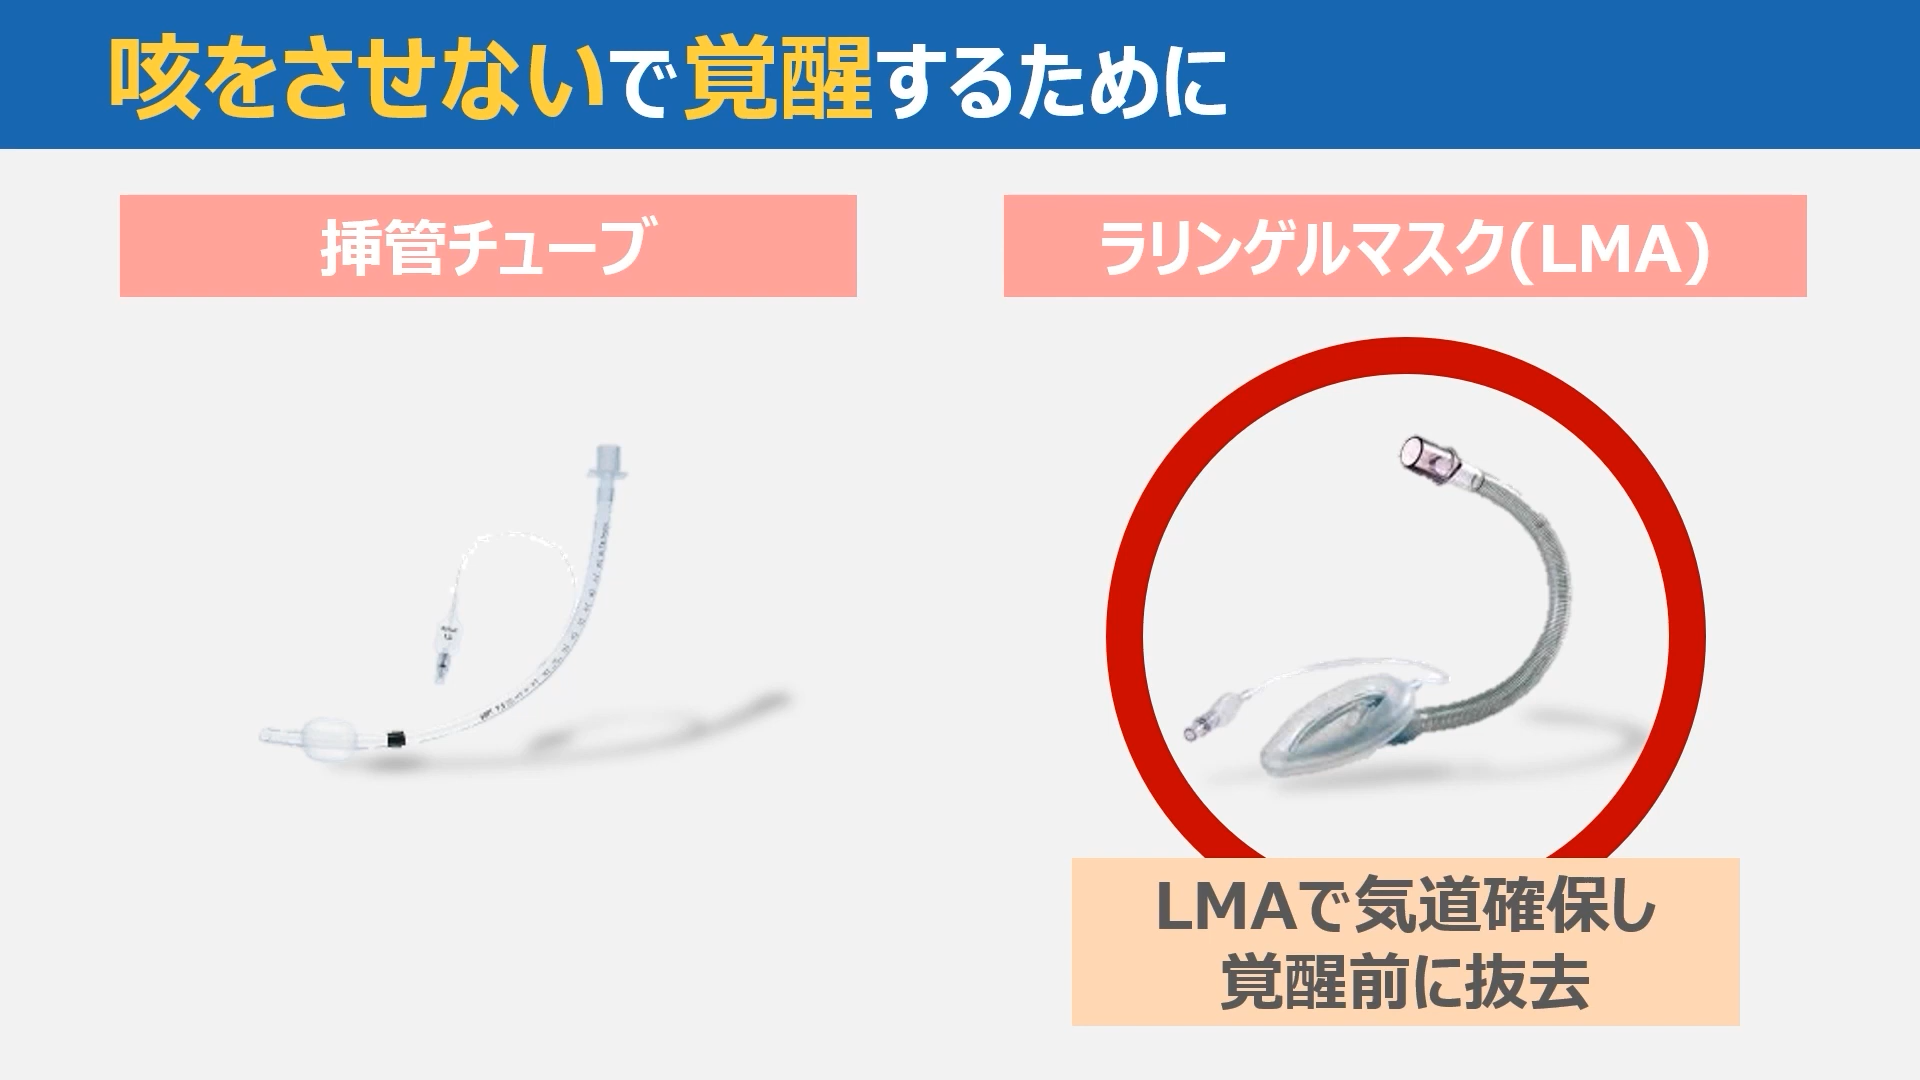 咳をさせないで覚醒するために
挿管チューブ
ラリンゲルマスク(LMA)
LMAで気道確保し
覚醒前に抜去